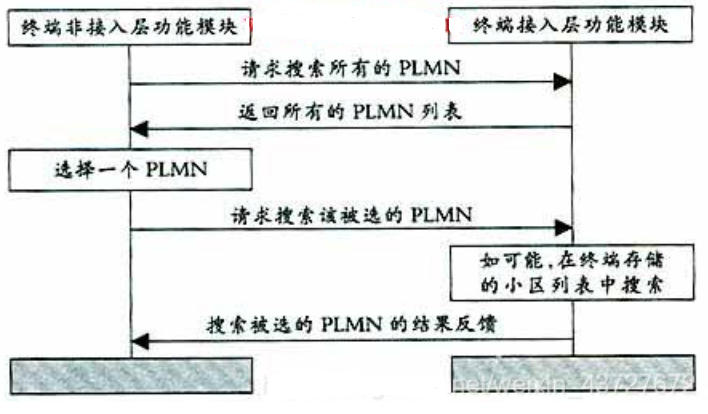 终端非接入层功能模块
终端接入层功能模块
请求搜索所有的 PLMN
返回所有的 PLMN 列表
选择一个 PLMN
请求搜索该被选的 PLMN
如可能,在终端存储
的小区列表中搜索
搜索被选的 PLMN 的结果反馈